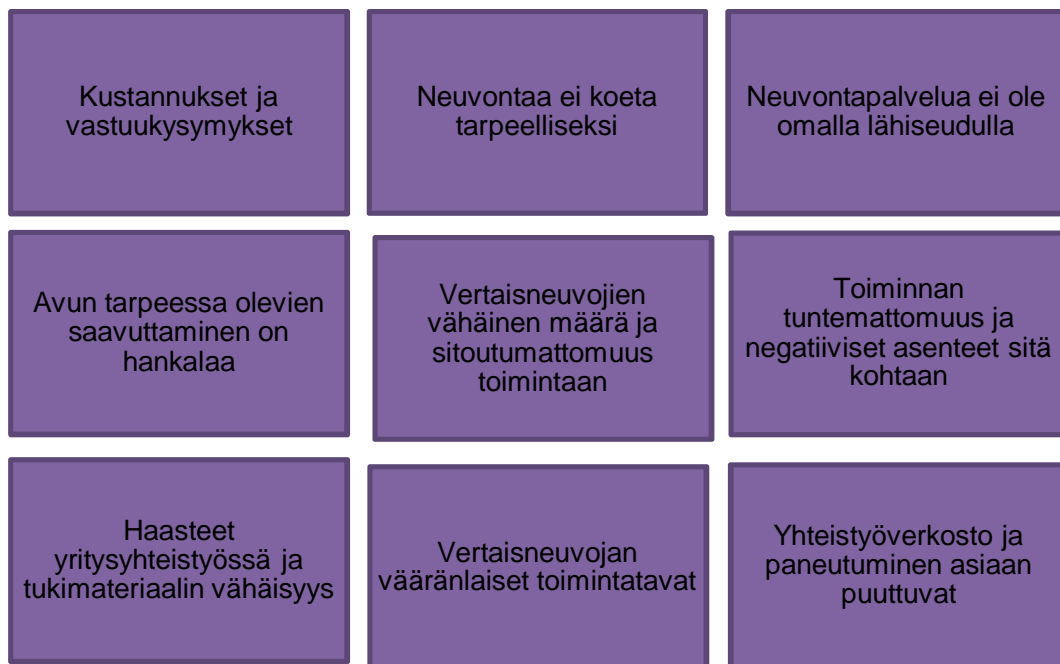 Kustannukset ja
vastuukysymykset
Neuvontaa ei koeta
tarpeelliseksi
Neuvontapalvelua ei ole
omalla lähiseudulla
Avun tarpeessa olevien
saavuttaminen on
hankalaa
Vertaisneuvojien
vähäinen määrä ja
sitoutumattomuus
toimintaan
Toiminnan
tuntemattomuus ja
negatiiviset asenteet sitä
kohtaan
Haasteet
yritysyhteistyössä ja
tukimateriaalin vähäisyys
Vertaisneuvojan
vääränlaiset toimintatavat
Yhteistyöverkosto ja
paneutuminen asiaan
puuttuvat